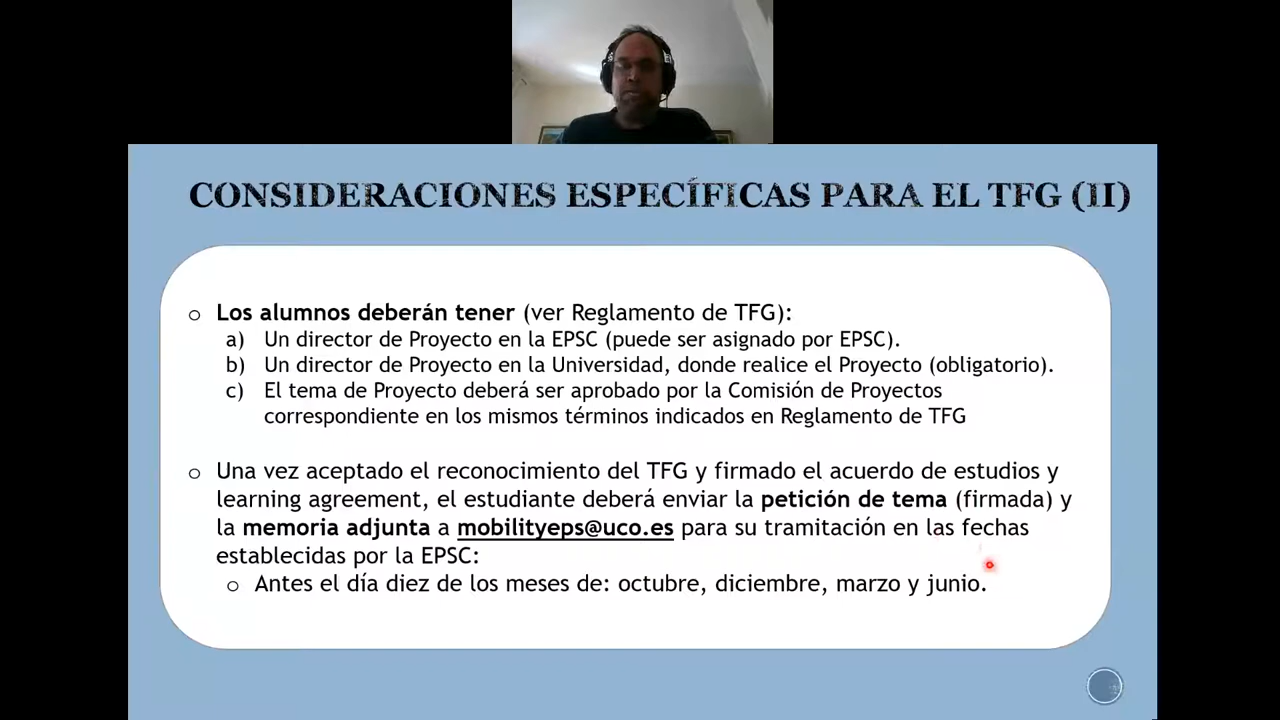 CONSIDERACIONES ESPECÍFICAS PARA EL TFG (II)
o Los alumnos deberán tener (ver Reglamento de TFG):
a) Un director de Proyecto en la EPSC (puede ser asignado por EPSC).
b) Un director de Proyecto en la Universidad, donde realice el Proyecto (obligatorio).
c) El tema de Proyecto deberá ser aprobado por la Comisión de Proyectos
correspondiente en los mismos términos indicados en Reglamento de TFG
o Una vez aceptado el reconocimiento del TFG y firmado el acuerdo de estudios y
learning agreement, el estudiante deberá enviar la petición de tema (firmada) y
la memoria adjunta a mobilityeps@uco.es para su tramitación en las fechas
establecidas por la EPSC:
o Antes el día diez de los meses de: octubre, diciembre, marzo y junio.